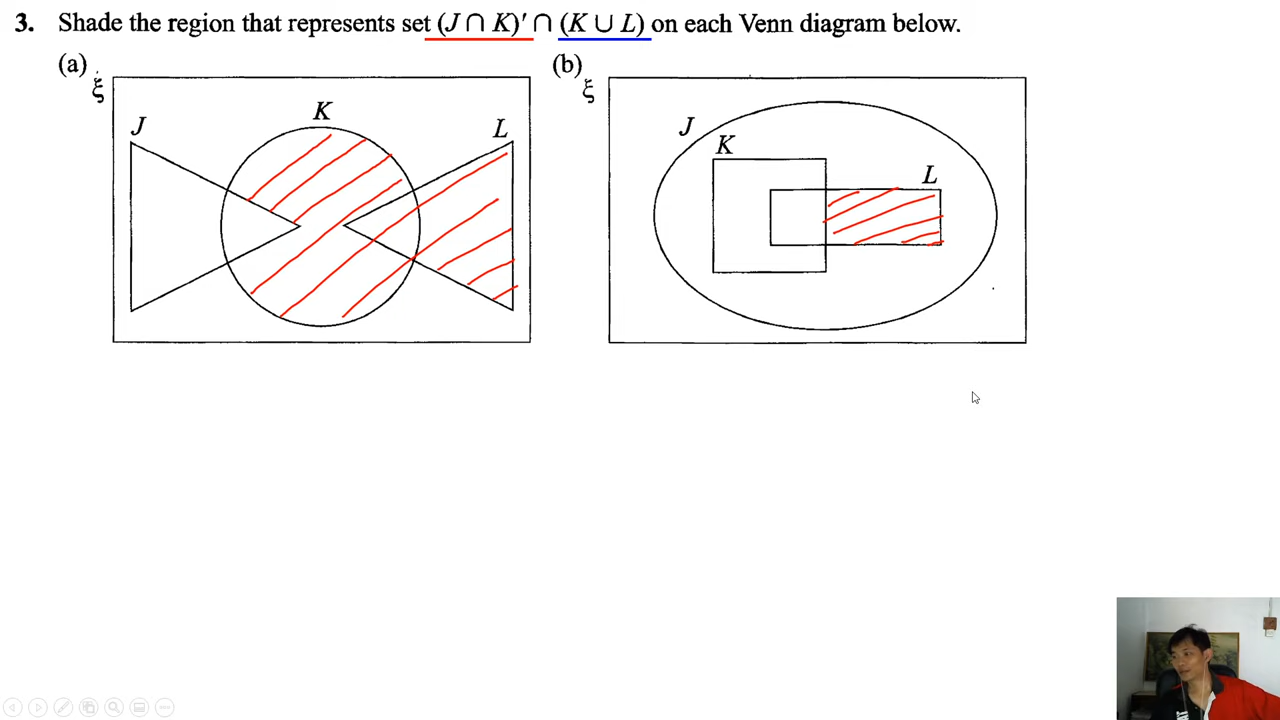 3. Shade the region that represents set (J ∩ K)′ ∩ (K ∪ L) on each Venn diagram below.
(a)
ξ
J
K
L
(b)
ξ
J
K
L